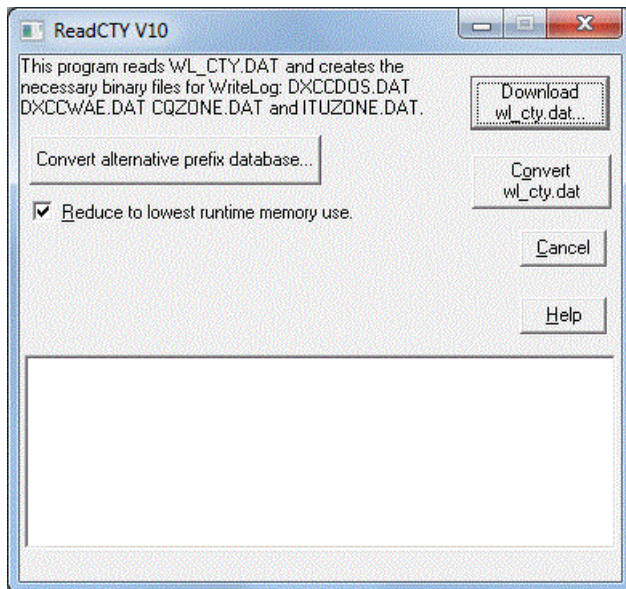 ReadCTY V10
This program reads WL_CTY.DAT and creates the
necessary binary files for WriteLog: DXCCDOS.DAT
DXCCWAE.DAT CQZONE.DAT and ITUZONE.DAT.
Download
wl_cty.dat...
Convert alternative prefix database...
Convert
wl_cty.dat
Reduce to lowest runtime memory use.
Cancel
Help